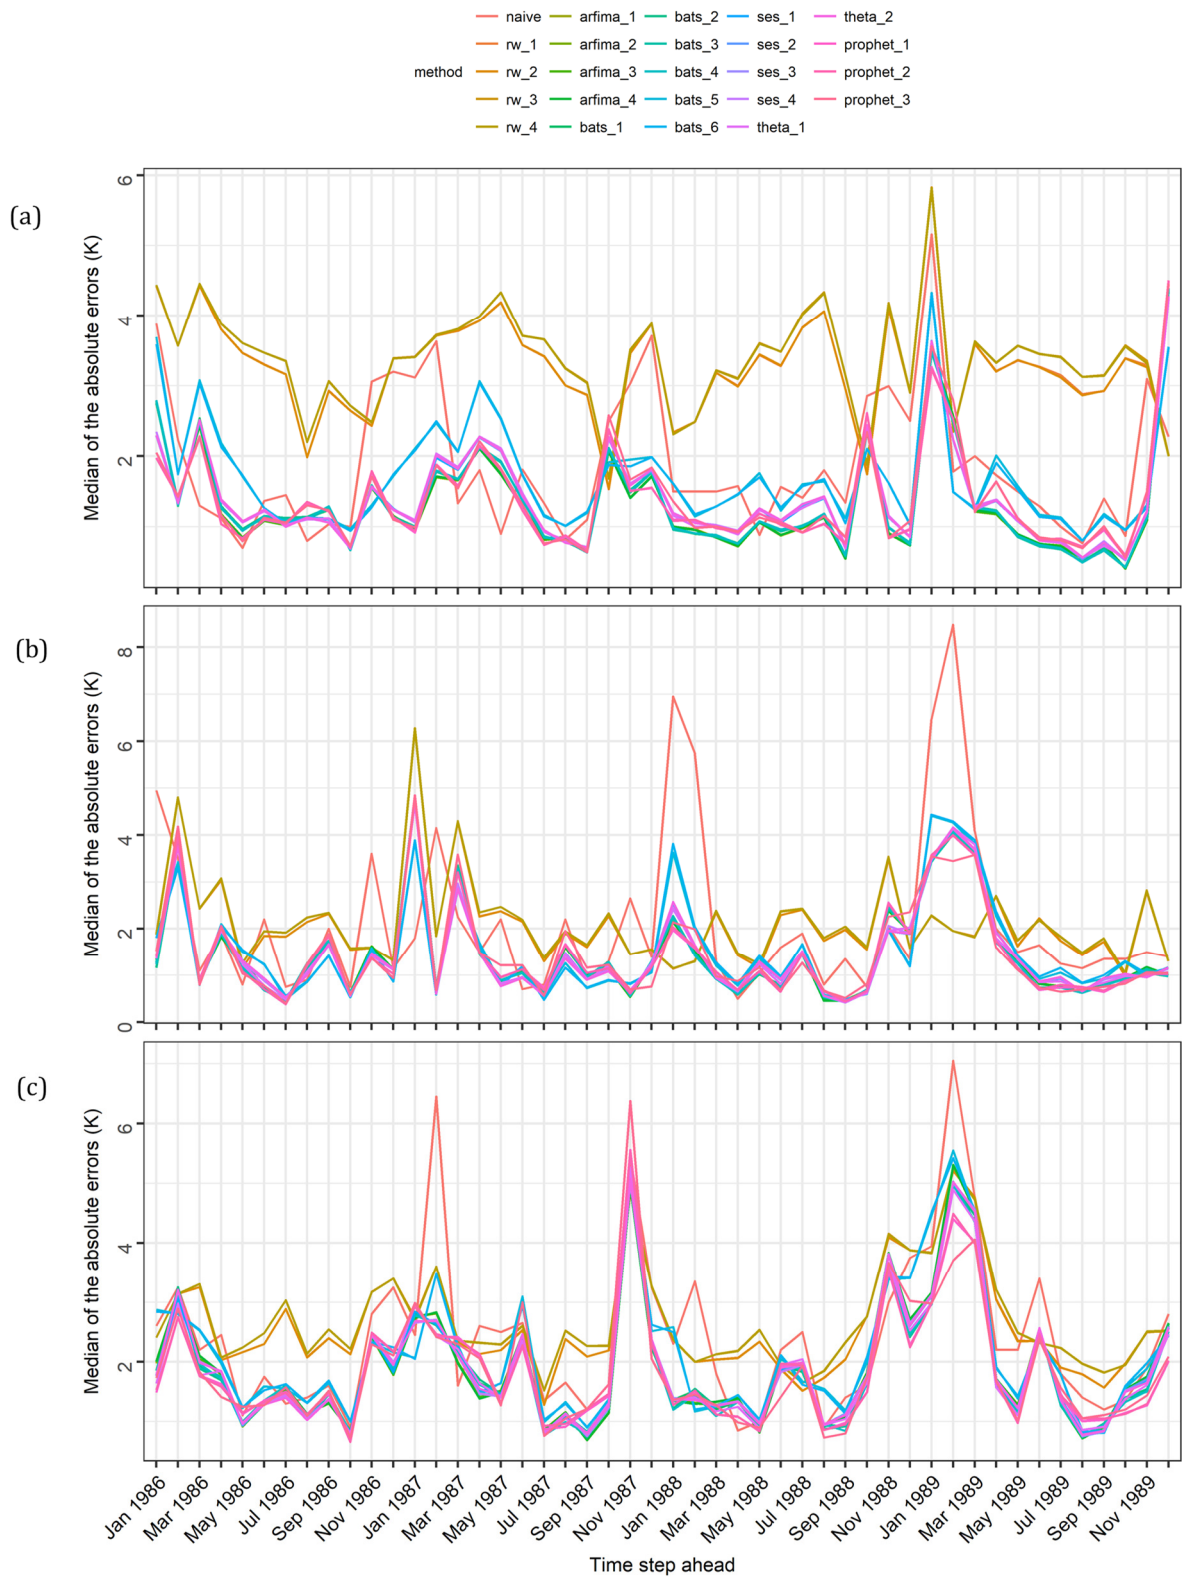 naive arfima_1 bats_2 ses_1 theta_2
rw_1 arfima_2 bats_3 ses_2 prophet_1
method rw_2 arfima_3 bats_4 ses_3 prophet_2
rw_3 arfima_4 bats_5 ses_4 prophet_3
rw_4 bats_1 bats_6 theta_1
(a)
Median of the absolute errors (K)
6
4
2
(b)
Median of the absolute errors (K)
8
6
4
2
0
(c)
Median of the absolute errors (K)
6
4
2
Jan 1986
Mar 1986
May 1986
Jul 1986
Sep 1986
Nov 1986
Jan 1987
Mar 1987
May 1987
Jul 1987
Sep 1987
Nov 1987
Jan 1988
Mar 1988
May 1988
Jul 1988
Sep 1988
Nov 1988
Jan 1989
Mar 1989
May 1989
Jul 1989
Sep 1989
Nov 1989
Time step ahead